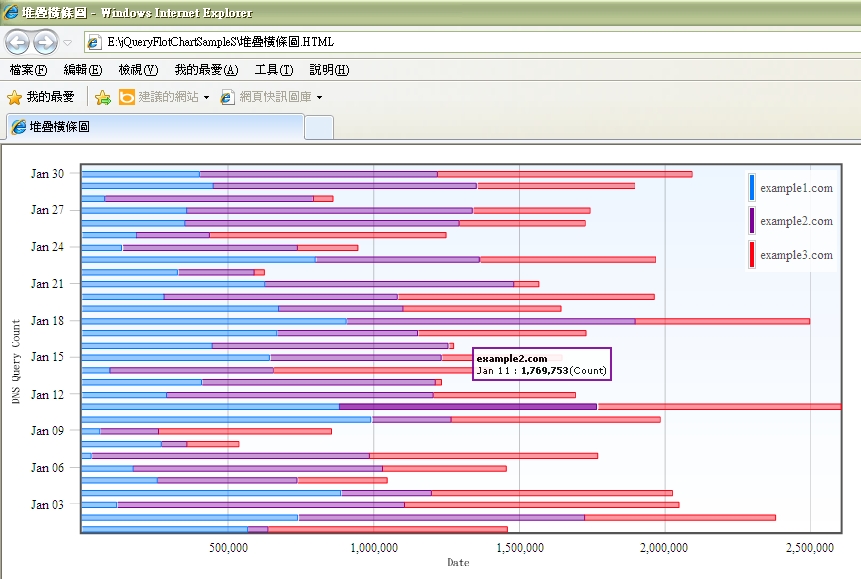 堆疊橫條圖 - Windows Internet Explorer
E:\jQueryFlotChartSampleS\堆疊橫條圖.HTML
檔案(F) 編輯(E) 檢視(V) 我的最愛(A) 工具(T) 說明(H)
我的最愛 建議的網站 網頁快訊圖庫
堆疊橫條圖
Jan 30
Jan 27
Jan 24
Jan 21
Jan 18
Jan 15
Jan 12
Jan 09
Jan 06
Jan 03
DNS Query Count
example1.com
example2.com
example3.com
example2.com
Jan 11 : 1,769,753(Count)
500,000 1,000,000 1,500,000 2,000,000 2,500,000
Date